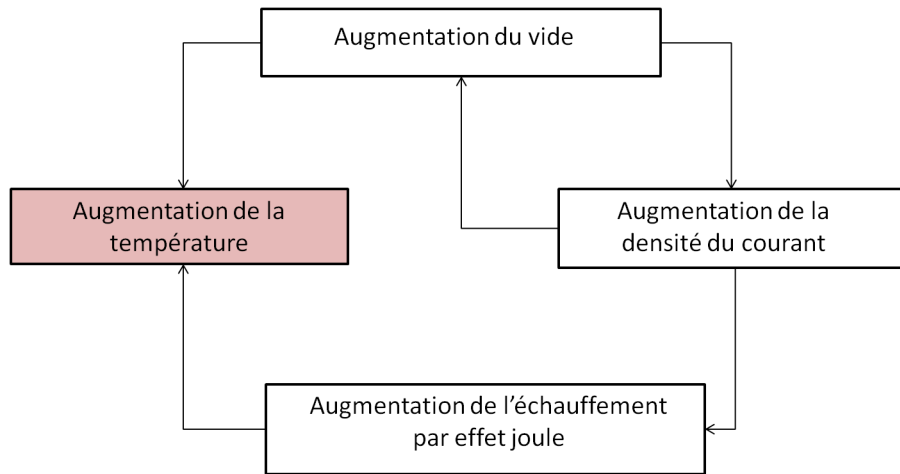 Augmentation du vide
Augmentation de la
température
Augmentation de la
densité du courant
Augmentation de l’échauffement
par effet joule